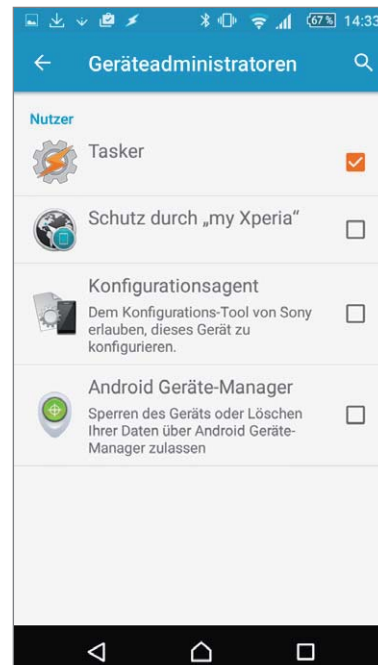 67% 14:33
Geräteadministratoren
Nutzer
Tasker
Schutz durch „my Xperia“
Konfigurationsagent
Dem Konfigurations-Tool von Sony
erlauben, dieses Gerät zu
konfigurieren.
Android Geräte-Manager
Sperren des Geräts oder Löschen
Ihrer Daten über Android Geräte-
Manager zulassen